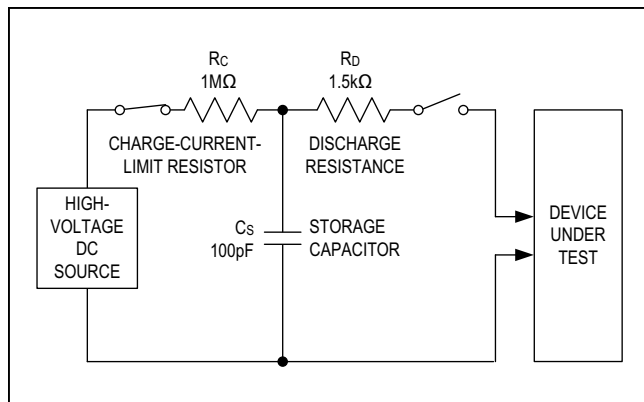 RC
1MΩ
RD
1.5kΩ
CHARGE-CURRENT-
LIMIT RESISTOR
DISCHARGE
RESISTANCE
HIGH-
VOLTAGE
DC
SOURCE
CS
100pF
STORAGE
CAPACITOR
DEVICE
UNDER
TEST